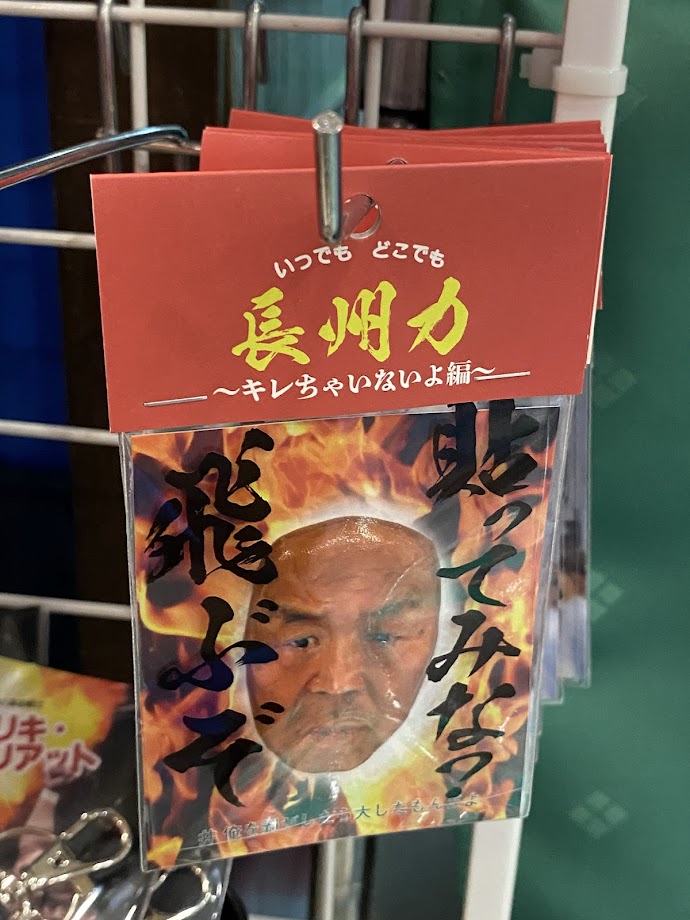 いつでも どこでも
長州力
～キレちゃいないよ編～
貼ってみな?
飛ぶぞ
リキ・
リアット